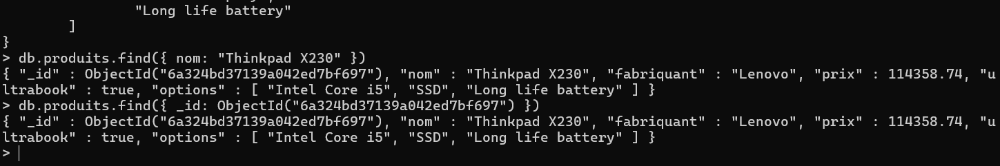 "Long life battery"
]
}
> db.produits.find({ nom: "Thinkpad X230" })
{ "_id" : ObjectId("6a324bd37139a042ed7bf697"), "nom" : "Thinkpad X230", "fabriquant" : "Lenovo", "prix" : 114358.74, "u
ltrabook" : true, "options" : [ "Intel Core i5", "SSD", "Long life battery" ] }
> db.produits.find({ _id: ObjectId("6a324bd37139a042ed7bf697") })
{ "_id" : ObjectId("6a324bd37139a042ed7bf697"), "nom" : "Thinkpad X230", "fabriquant" : "Lenovo", "prix" : 114358.74, "u
ltrabook" : true, "options" : [ "Intel Core i5", "SSD", "Long life battery" ] }
>